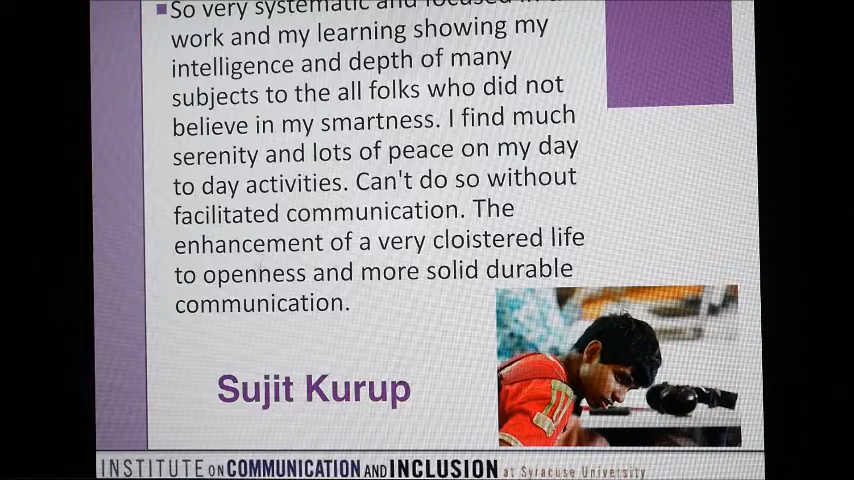 ■So very systematic and focused in
work and my learning showing my
intelligence and depth of many
subjects to the all folks who did not
believe in my smartness. I find much
serenity and lots of peace on my day
to day activities. Can't do so without
facilitated communication. The
enhancement of a very cloistered life
to openness and more solid durable
communication.
Sujit Kurup
INSTITUTE ON COMMUNICATION AND INCLUSION at Syracuse University